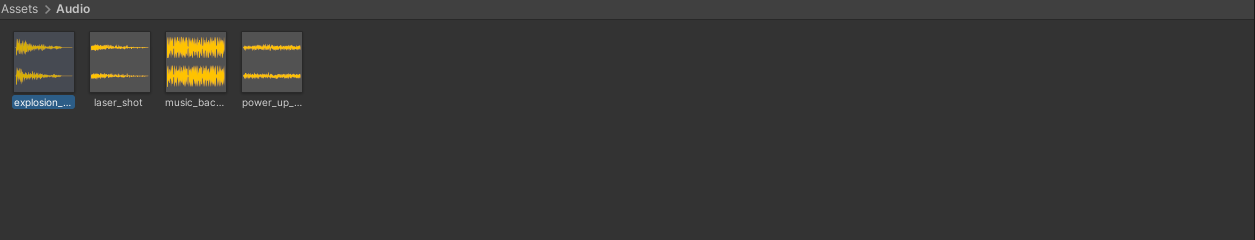 Assets > Audio
explosion_... laser_shot music_bac... power_up_...